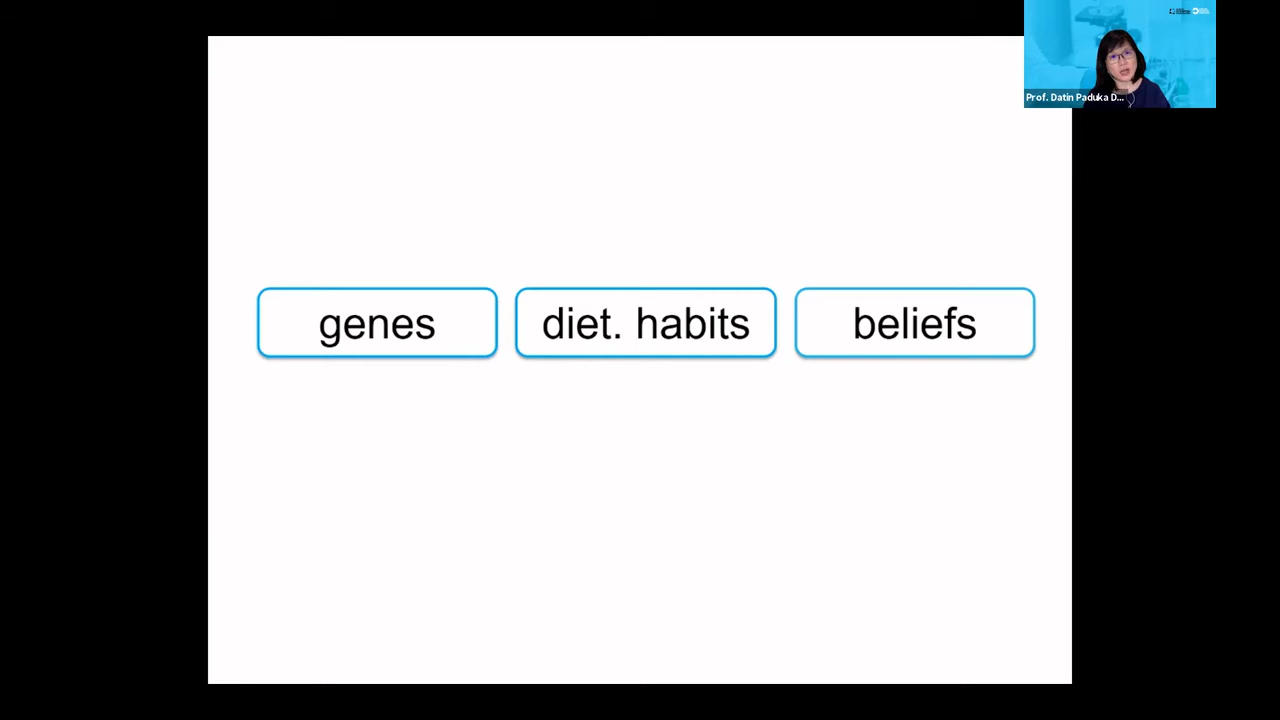 Prof. Datin Paduka D...
genes
diet. habits
beliefs